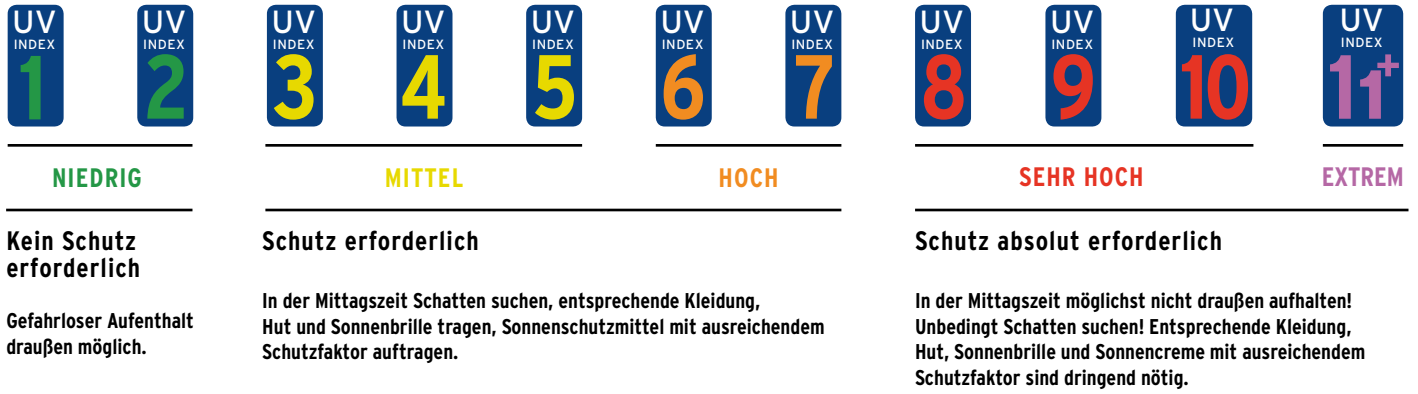 UV
INDEX
1
UV
INDEX
2
UV
INDEX
3
UV
INDEX
4
UV
INDEX
5
UV
INDEX
6
UV
INDEX
7
UV
INDEX
8
UV
INDEX
9
UV
INDEX
10
UV
INDEX
11+
NIEDRIG
MITTEL
HOCH
SEHR HOCH
EXTREM
Kein Schutz
erforderlich
Gefahrloser Aufenthalt
draußen möglich.
Schutz erforderlich
In der Mittagszeit Schatten suchen, entsprechende Kleidung,
Hut und Sonnenbrille tragen, Sonnenschutzmittel mit ausreichendem
Schutzfaktor auftragen.
Schutz absolut erforderlich
In der Mittagszeit möglichst nicht draußen aufhalten!
Unbedingt Schatten suchen! Entsprechende Kleidung,
Hut, Sonnenbrille und Sonnencreme mit ausreichendem
Schutzfaktor sind dringend nötig.